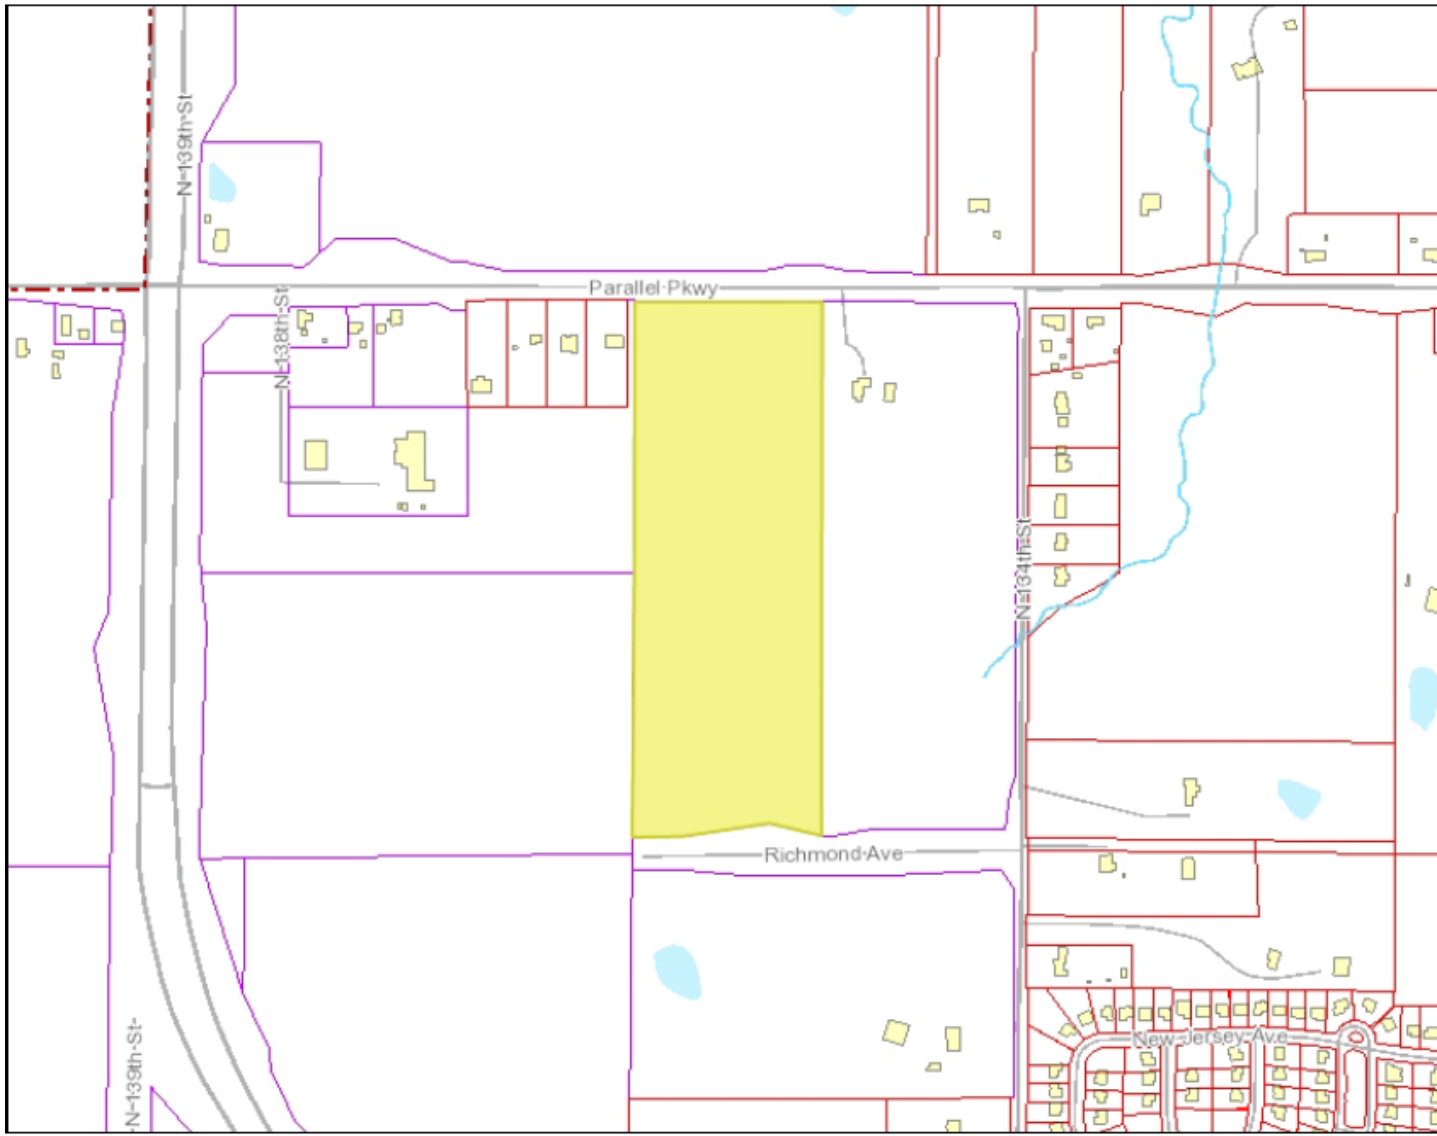 N 139th St
Parallel Pkwy
N 138th St
N 134th St
Richmond Ave
N 139th St
New Jersey Ave